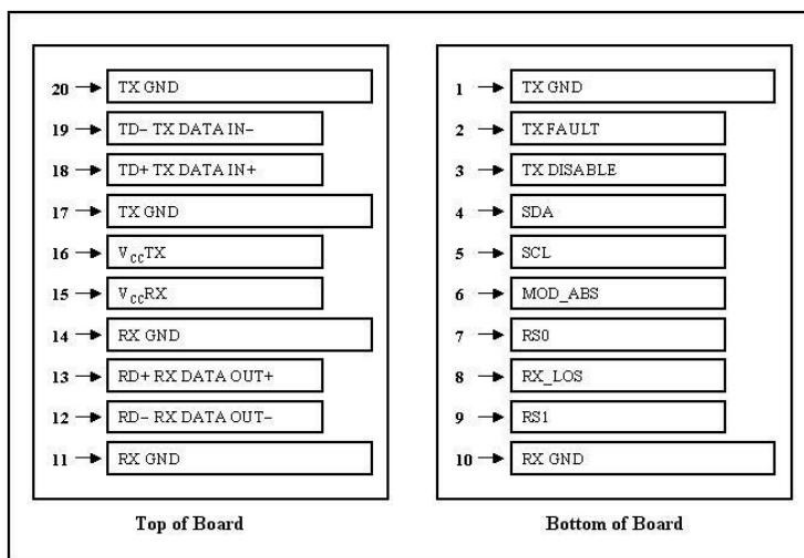 20 TX GND
19 TD– TX DATA IN–
18 TD+ TX DATA IN+
17 TX GND
16 VCCTX
15 VCCRX
14 RX GND
13 RD+ RX DATA OUT+
12 RD– RX DATA OUT–
11 RX GND
Top of Board
1 TX GND
2 TX FAULT
3 TX DISABLE
4 SDA
5 SCL
6 MOD_ABS
7 RS0
8 RX_LOS
9 RS1
10 RX GND
Bottom of Board